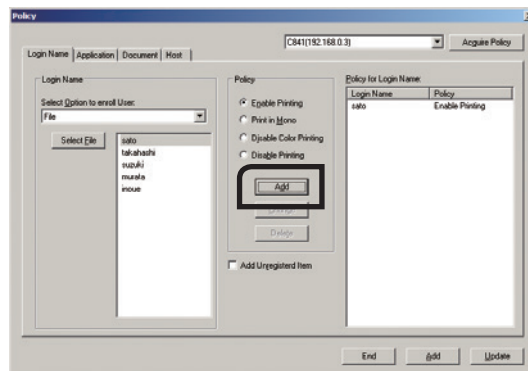 Policy
C841(192.168.0.3)
Acquire Policy
Login Name
Application
Document
Host
Login Name
Select Option to enroll User:
File
Select File
sato
takahashi
suzuki
murata
inoue
Policy
Enable Printing
Print in Mono
Disable Color Printing
Disable Printing
Add
Delete
Add Unregisterd Item
Policy for Login Name:
Login Name Policy
sato Enable Printing
End
Add
Update